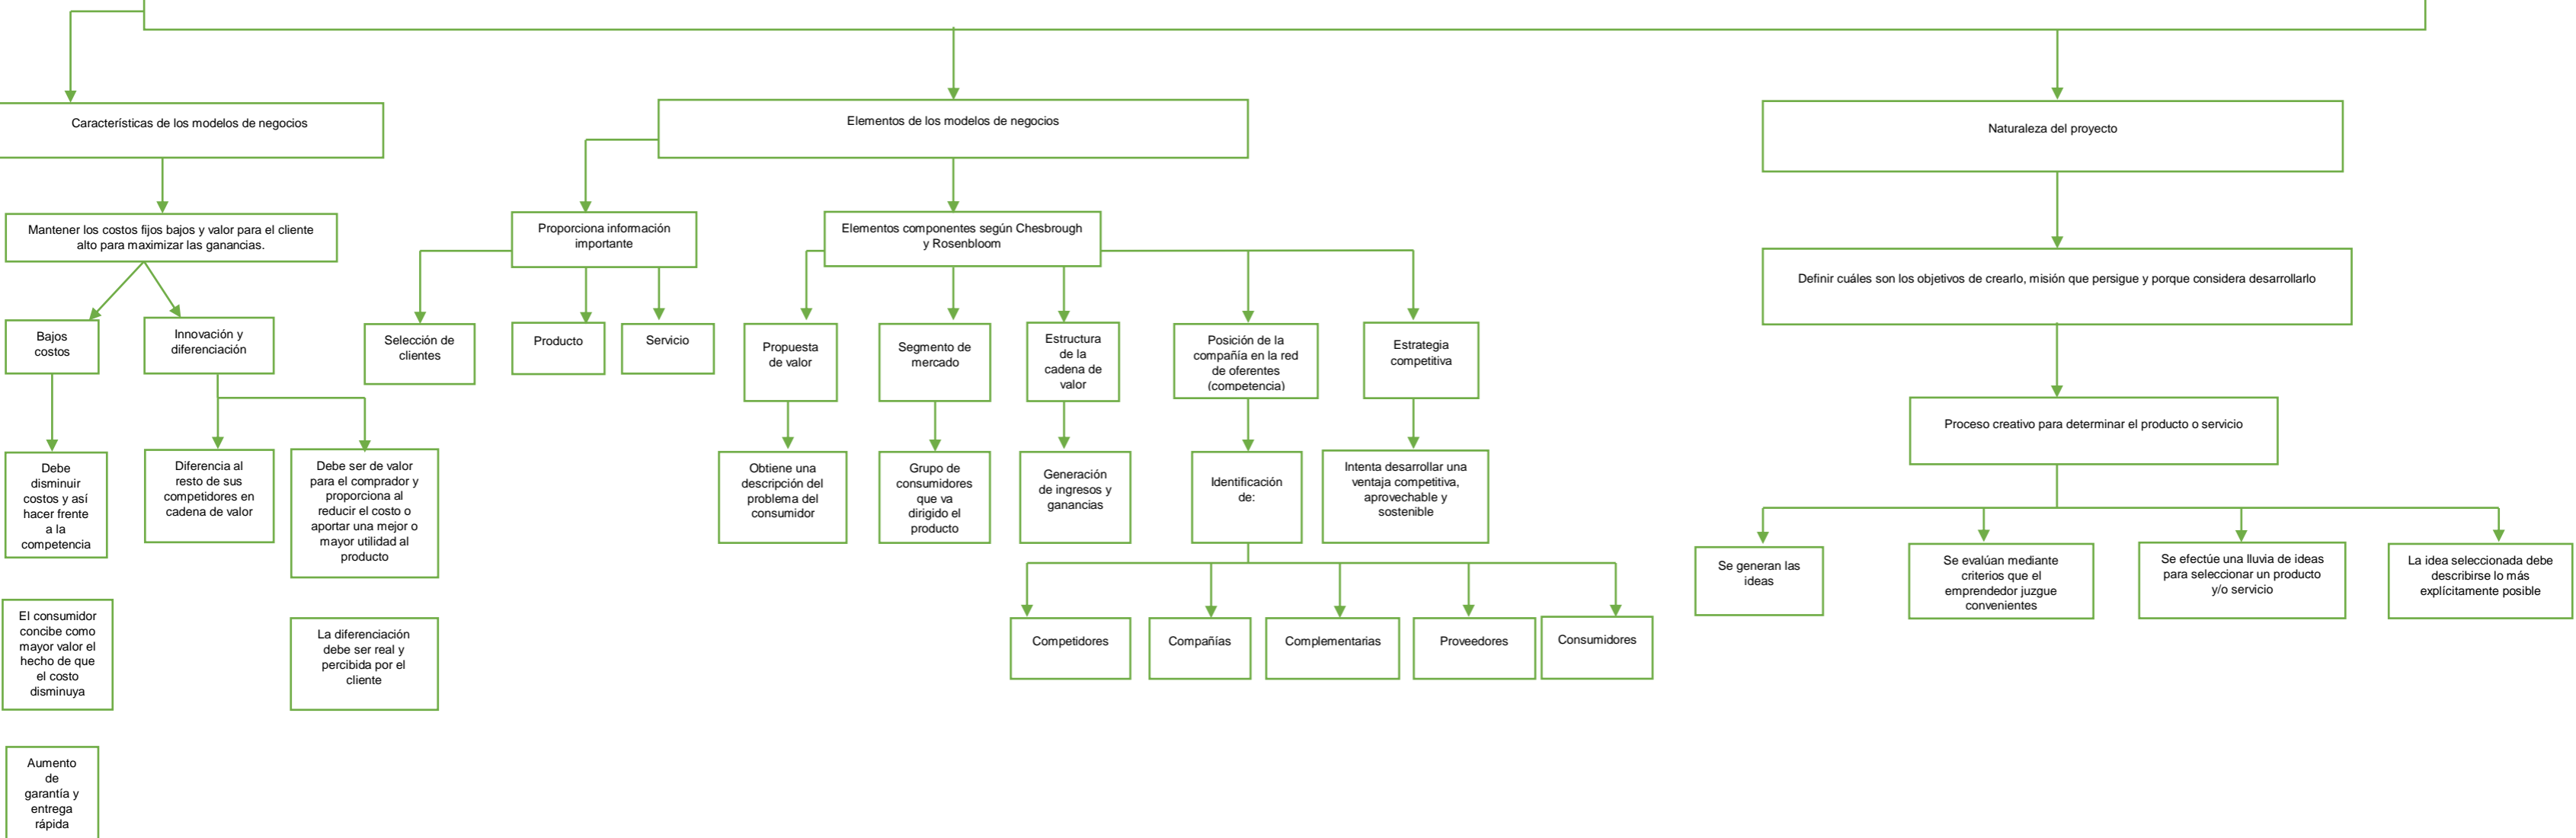 Características de los modelos de negocios
Elementos de los modelos de negocios
Naturaleza del proyecto
Mantener los costos fijos bajos y valor para el cliente
alto para maximizar las ganancias.
Proporciona información
importante
Elementos componentes según Chesbrough
y Rosenbloom
Definir cuáles son los objetivos de crearlo, misión que persigue y porque considera desarrollarlo
Bajos
costos
Innovación y
diferenciación
Selección de
clientes
Producto
Servicio
Propuesta
de valor
Segmento de
mercado
Estructura
de la
cadena de
valor
Posición de la
compañía en la red
de oferentes
(competencia)
Estrategia
competitiva
Proceso creativo para determinar el producto o servicio
Debe
disminuir
costos y así
hacer frente
a la
competencia
Diferencia al
resto de sus
competidores en
cadena de valor
Debe ser de valor
para el comprador y
proporciona al
reducir el costo o
aportar una mejor o
mayor utilidad al
producto
Obtiene una
descripción del
problema del
consumidor
Grupo de
consumidores
que va
dirigido el
producto
Generación
de ingresos y
ganancias
Identificación
de:
Intenta desarrollar una
ventaja competitiva,
aprovechable y
sostenible
Se generan las
ideas
Se evalúan mediante
criterios que el
emprendedor juzgue
convenientes
Se efectúe una lluvia de ideas
para seleccionar un producto
y/o servicio
La idea seleccionada debe
describirse lo más
explícitamente posible
El consumidor
concibe como
mayor valor el
hecho de que
el costo
disminuya
La diferenciación
debe ser real y
percibida por el
cliente
Competidores
Compañías
Complementarias
Proveedores
Consumidores
Aumento
de
garantía y
entrega
rápida